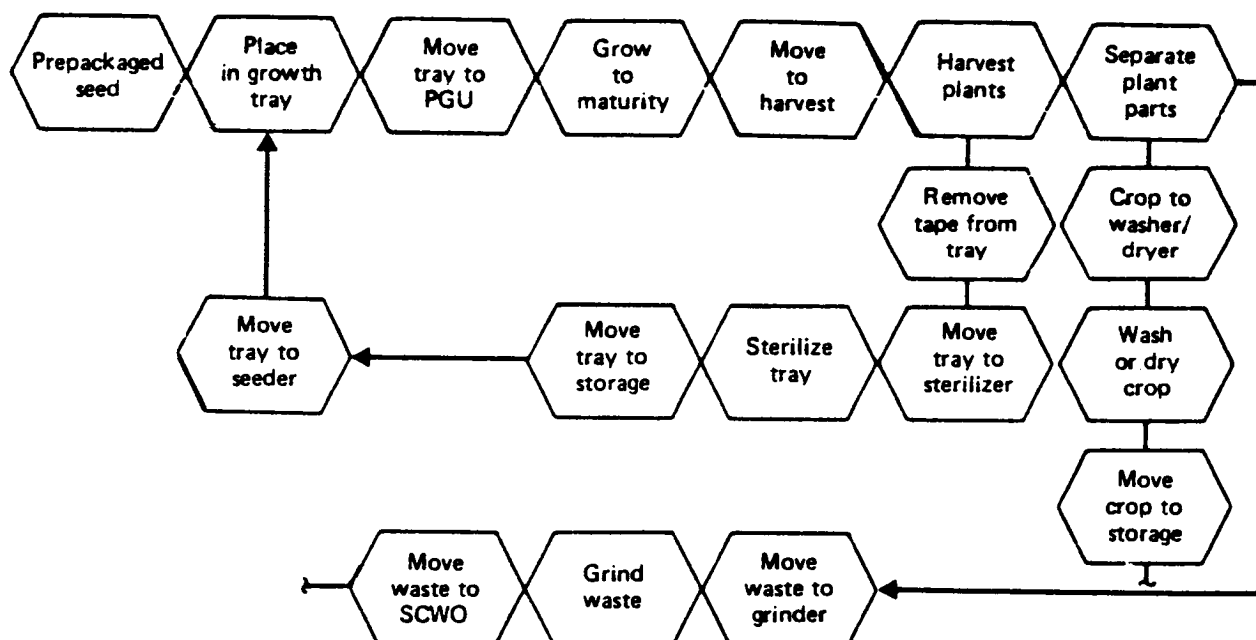 Prepackaged
seed
Place
in growth
tray
Move
tray to
PGU
Grow
to
maturity
Move
to
harvest
Harvest
plants
Separate
plant
parts
Remove
tape from
tray
Crop to
washer/
dryer
Move
tray to
seeder
Move
tray to
storage
Sterilize
tray
Move
tray to
sterilizer
Wash
or dry
crop
Move
crop to
storage
Move
waste to
SCWO
Grind
waste
Move
waste to
grinder